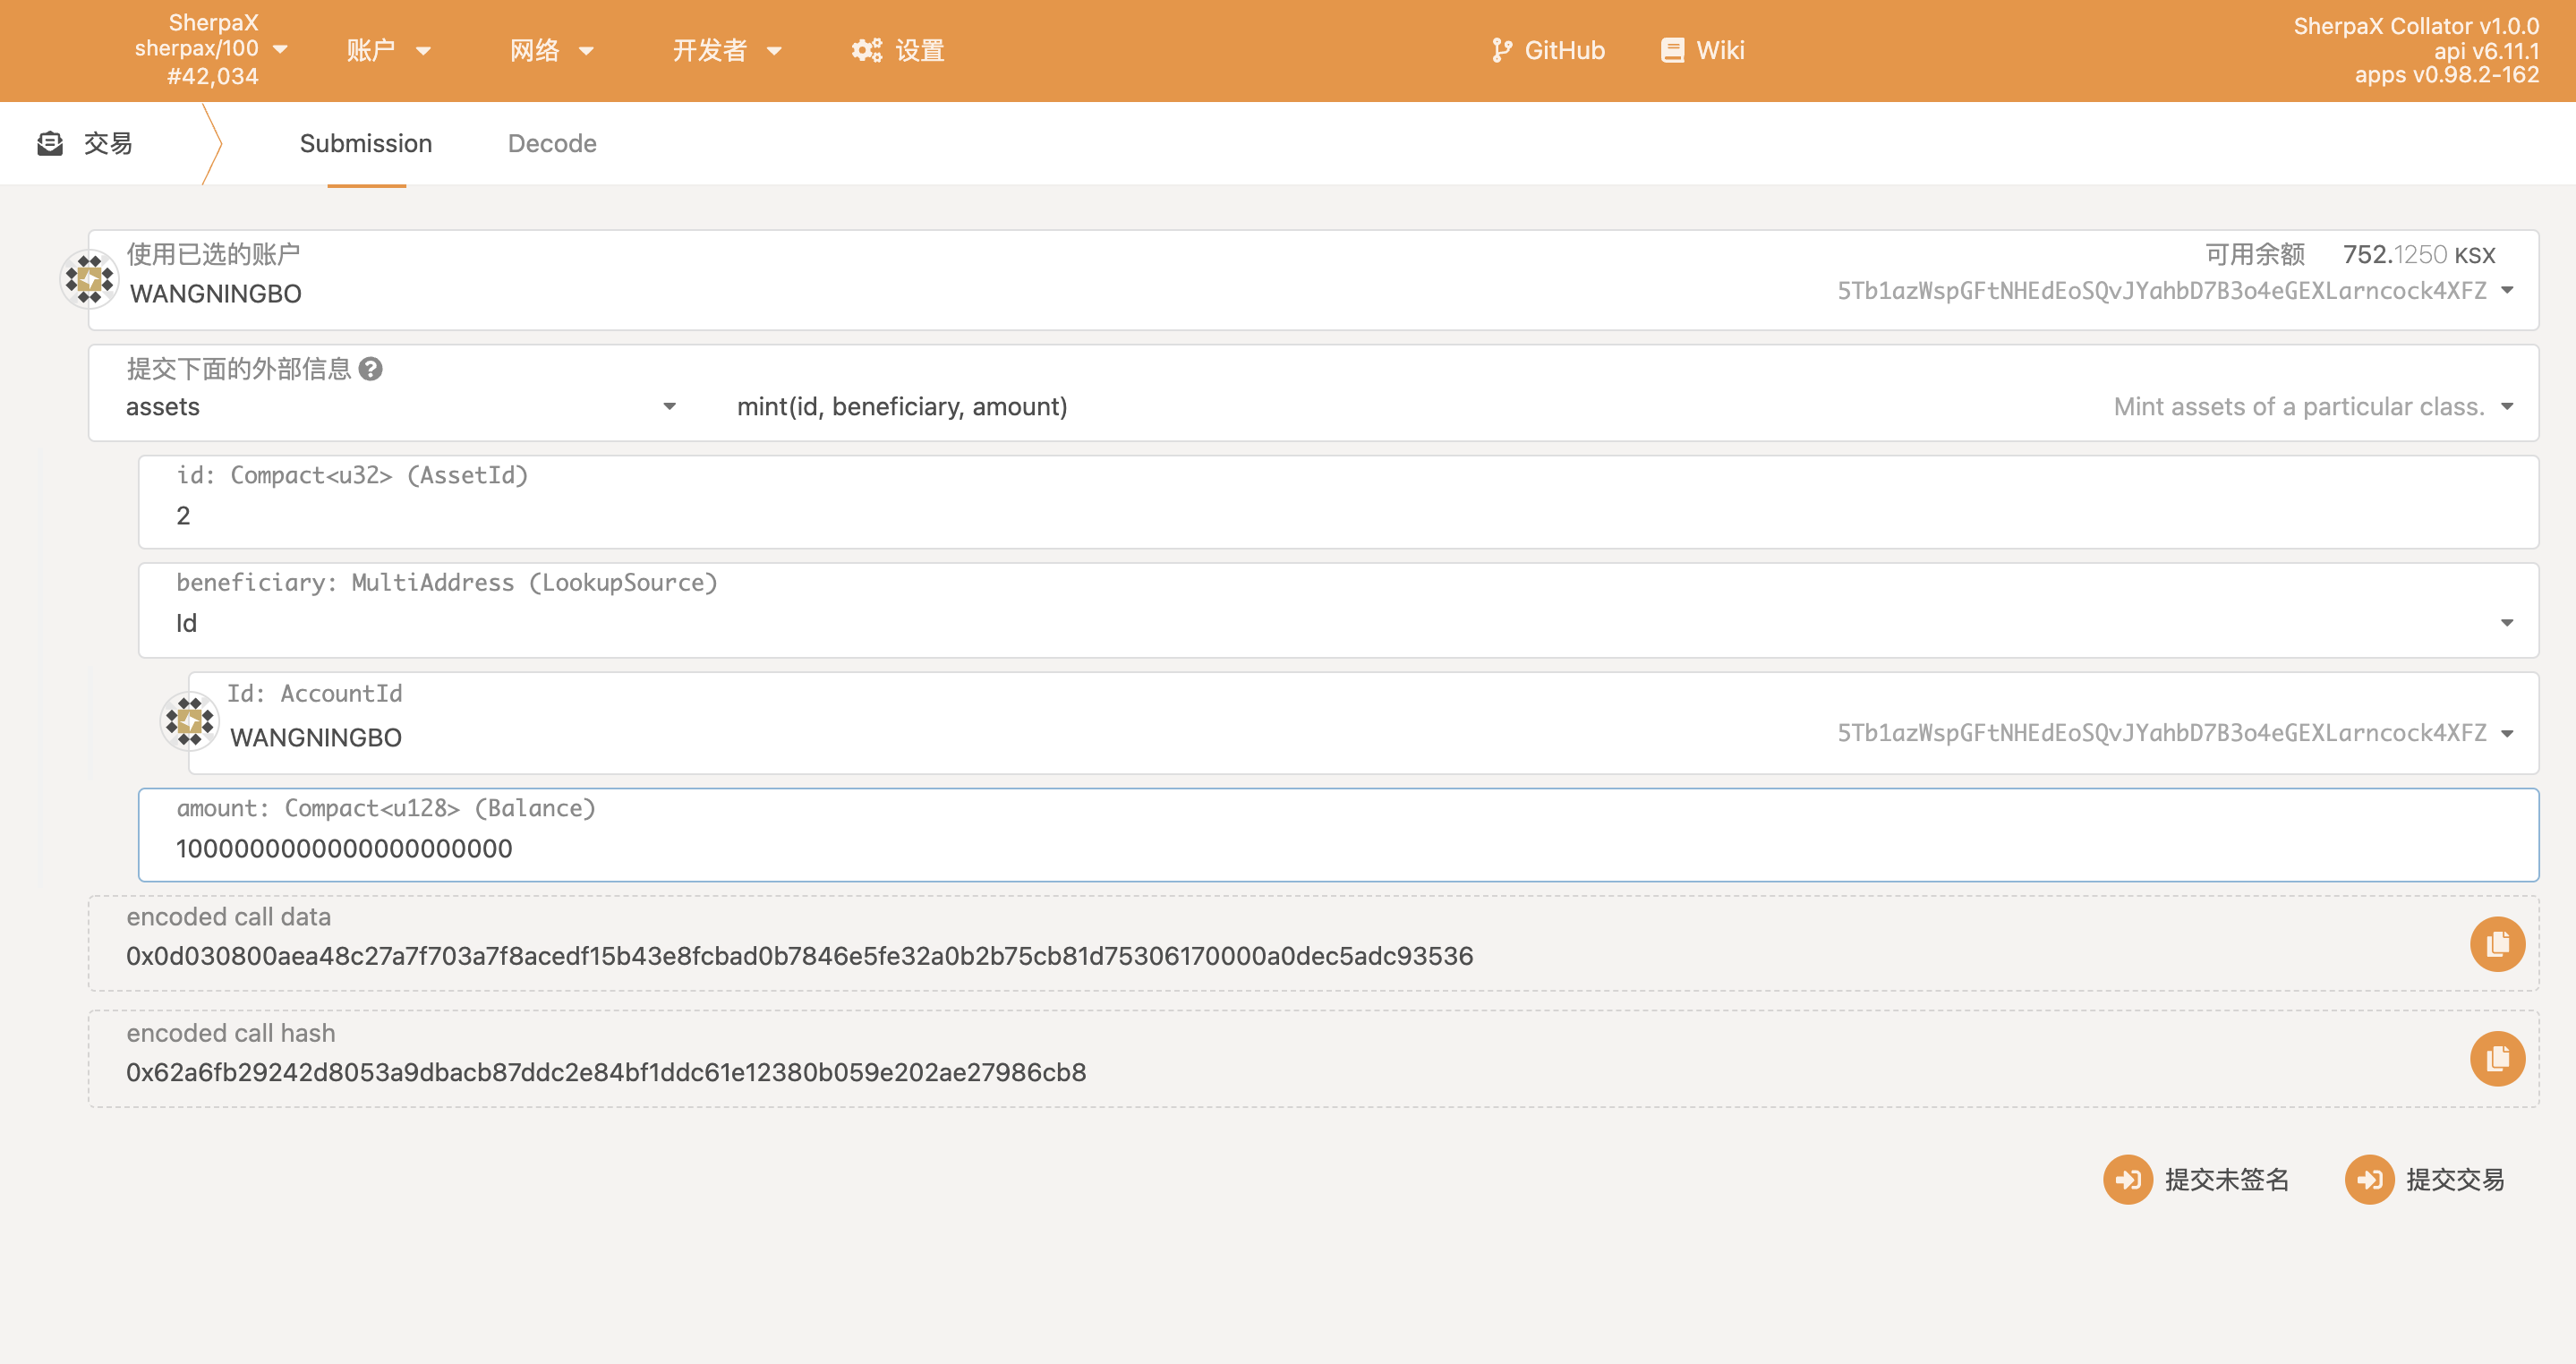 SherpaX
sherpax/100
#42,034
账户
网络
开发者
设置
GitHub
Wiki
SherpaX Collator v1.0.0
api v6.11.1
apps v0.98.2-162
交易
Submission
Decode
使用已选的账户
WANGNINGBO
可用余额 752.1250 KSX
5Tb1azWspGFtNHEdEoSQvJYahbD7B3o4eGEXLarncock4XFZ
提交下面的外部信息
assets
mint(id, beneficiary, amount)
Mint assets of a particular class.
id: Compact<u32> (AssetId)
2
beneficiary: MultiAddress (LookupSource)
Id
Id: AccountId
WANGNINGBO
5Tb1azWspGFtNHEdEoSQvJYahbD7B3o4eGEXLarncock4XFZ
amount: Compact<u128> (Balance)
1000000000000000000000
encoded call data
0x0d030800aea48c27a7f703a7f8acedf15b43e8fcbad0b7846e5fe32a0b2b75cb81d75306170000a0dec5adc93536
encoded call hash
0x62a6fb29242d8053a9dbacb87ddc2e84bf1ddc61e12380b059e202ae27986cb8
提交未签名
提交交易